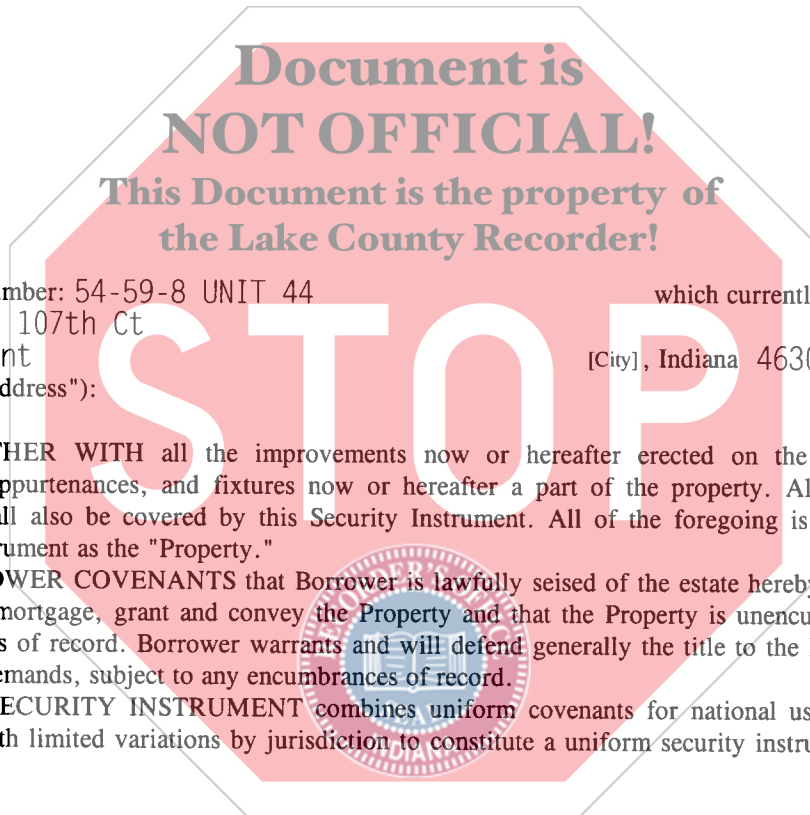 Document is
NOT OFFICIAL!
This Document is the property of
the Lake County Recorder!
mber: 54-59-8 UNIT 44 which currentl
107th Ct
nt [City], Indiana 4630
ddress"):
STOP
THER WITH all the improvements now or hereafter erected on the
ppurtenances, and fixtures now or hereafter a part of the property. Al
ll also be covered by this Security Instrument. All of the foregoing is
rument as the "Property."
OWER COVENANTS that Borrower is lawfully seised of the estate hereby
mortgage, grant and convey the Property and that the Property is unencu
s of record. Borrower warrants and will defend generally the title to the
emands, subject to any encumbrances of record.
ECURITY INSTRUMENT combines uniform covenants for national us
th limited variations by jurisdiction to constitute a uniform security instru